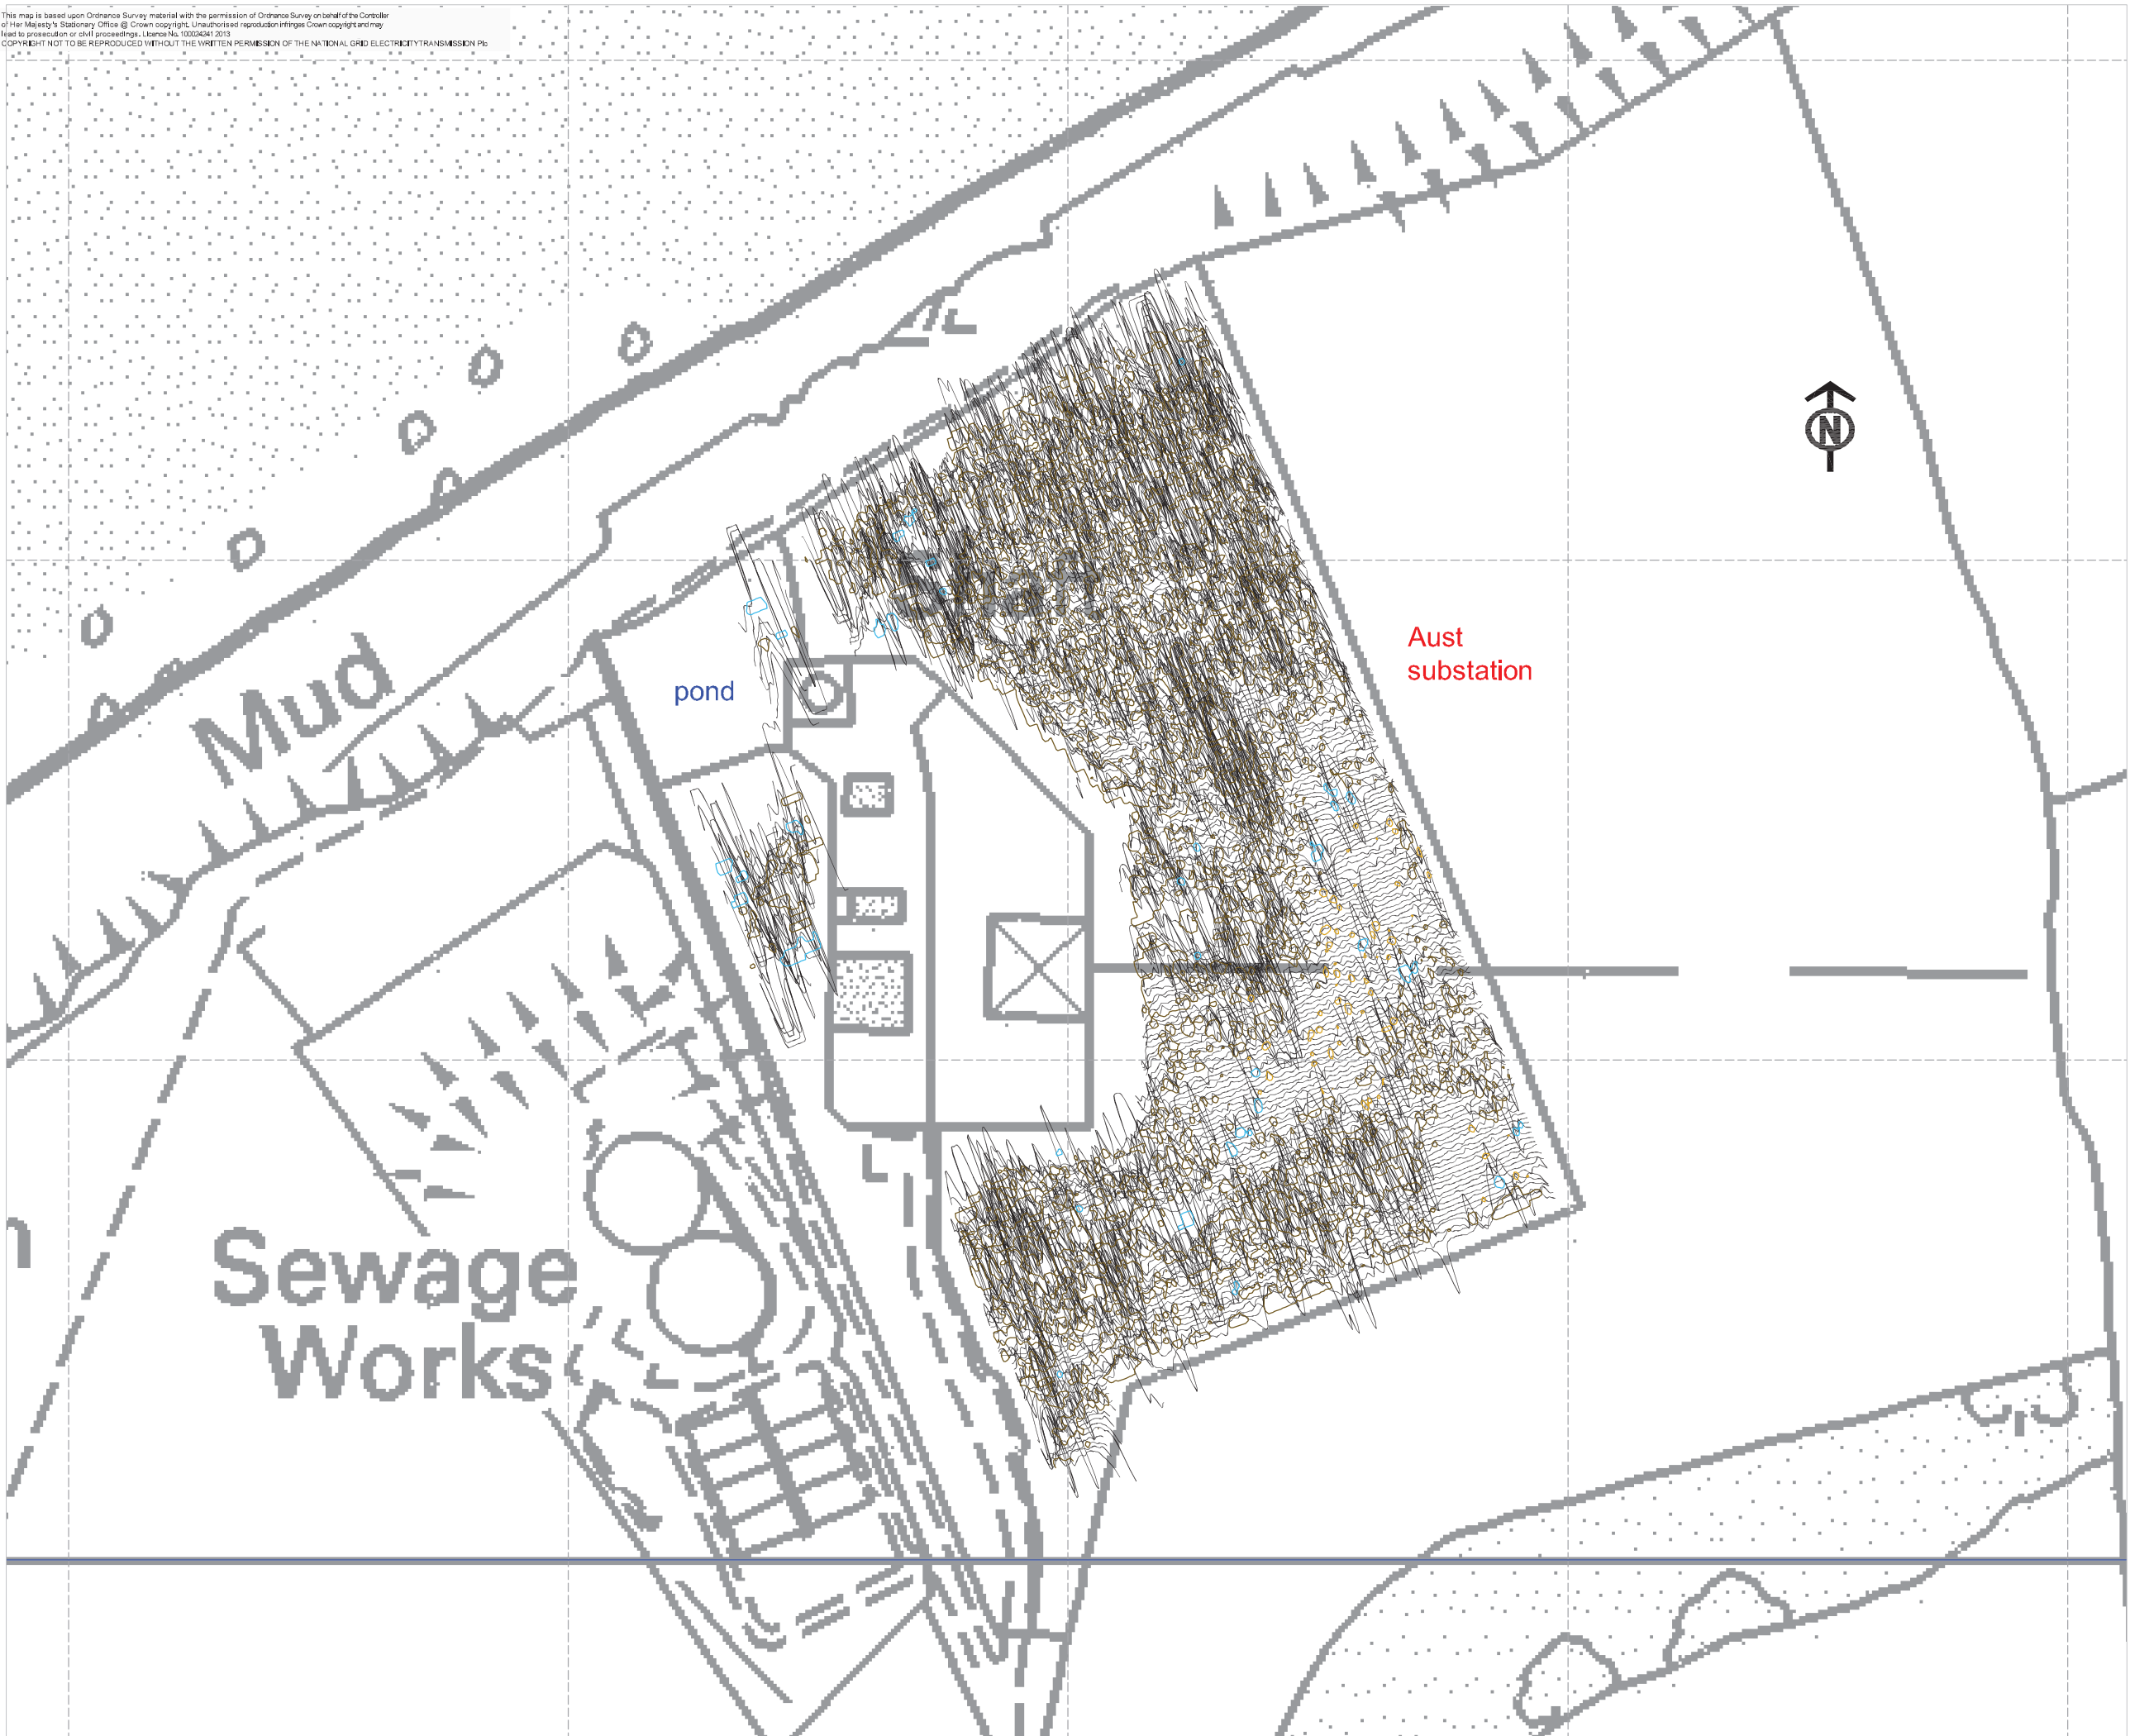 This map is based upon Ordnance Survey material with the permission of Ordnance Survey on behalf of the Controller
of Her Majesty's Stationary Office @ Crown copyright. Unauthorised reproduction infringes Crown copyright and may
lead to prosecution or civil proceedings. Licence No. 100024241 2013
COPYRIGHT NOT TO BE REPRODUCED WITHOUT THE WRITTEN PERMISSION OF THE NATIONAL GRID ELECTRICITY TRANSMISSION Plc
N
Shaft
Aust
substation
Mud
pond
Sewage
Works